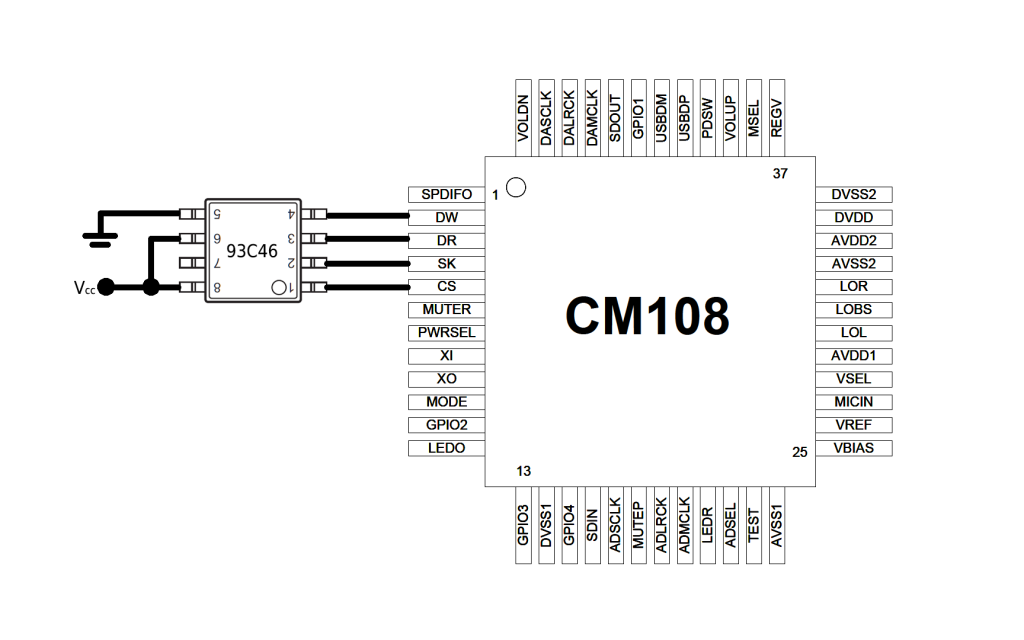 VOLDN
DASCLK
DALRCK
DAMCLK
SDOUT
GPIO1
USBDM
USBDP
PDSW
VOLUP
MSEL
REGV
1
37
SPDIFO
DW
DR
SK
CS
MUTER
PWRSEL
XI
XO
MODE
GPIO2
LEDO
5
6
7
8
93C46
4
3
2
1
Vcc
CM108
DVSS2
DVDD
AVDD2
AVSS2
LOR
LOBS
LOL
AVDD1
VSEL
MICIN
VREF
VBIAS
13
25
GPIO3
DVSS1
GPIO4
SDIN
ADSCLK
MUTEP
ADLRCK
ADMCLK
LEDR
ADSEL
TEST
AVSS1